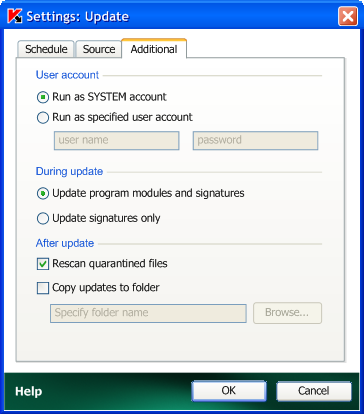 Settings: Update
Schedule Source Additional
User account
Run as SYSTEM account
Run as specified user account
user name password
During update
Update program modules and signatures
Update signatures only
After update
Rescan quarantined files
Copy updates to folder
Specify folder name Browse...
Help OK Cancel